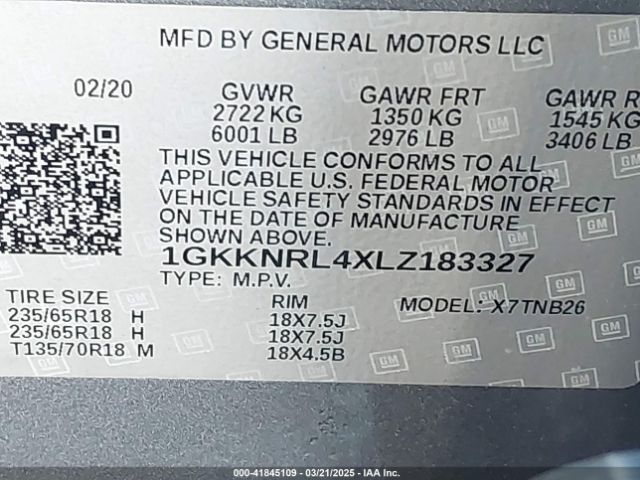 MFD BY GENERAL MOTORS LLC
02/20 GVWR GAWR FRT GAWR R
2722 KG 1350 KG 1545 KG
6001 LB 2976 LB 3406 LB
THIS VEHICLE CONFORMS TO ALL
APPLICABLE U.S. FEDERAL MOTOR
VEHICLE SAFETY STANDARDS IN EFFECT
ON THE DATE OF MANUFACTURE
SHOWN ABOVE.
1GKKNRL4XLZ183327
TYPE: M.P.V.
TIRE SIZE RIM MODEL: X7TNB26
235/65R18 H 18X7.5J
235/65R18 H 18X7.5J
T135/70R18 M 18X4.5B
GM
© 41845109 - 03/21/2025 - IAA Inc.